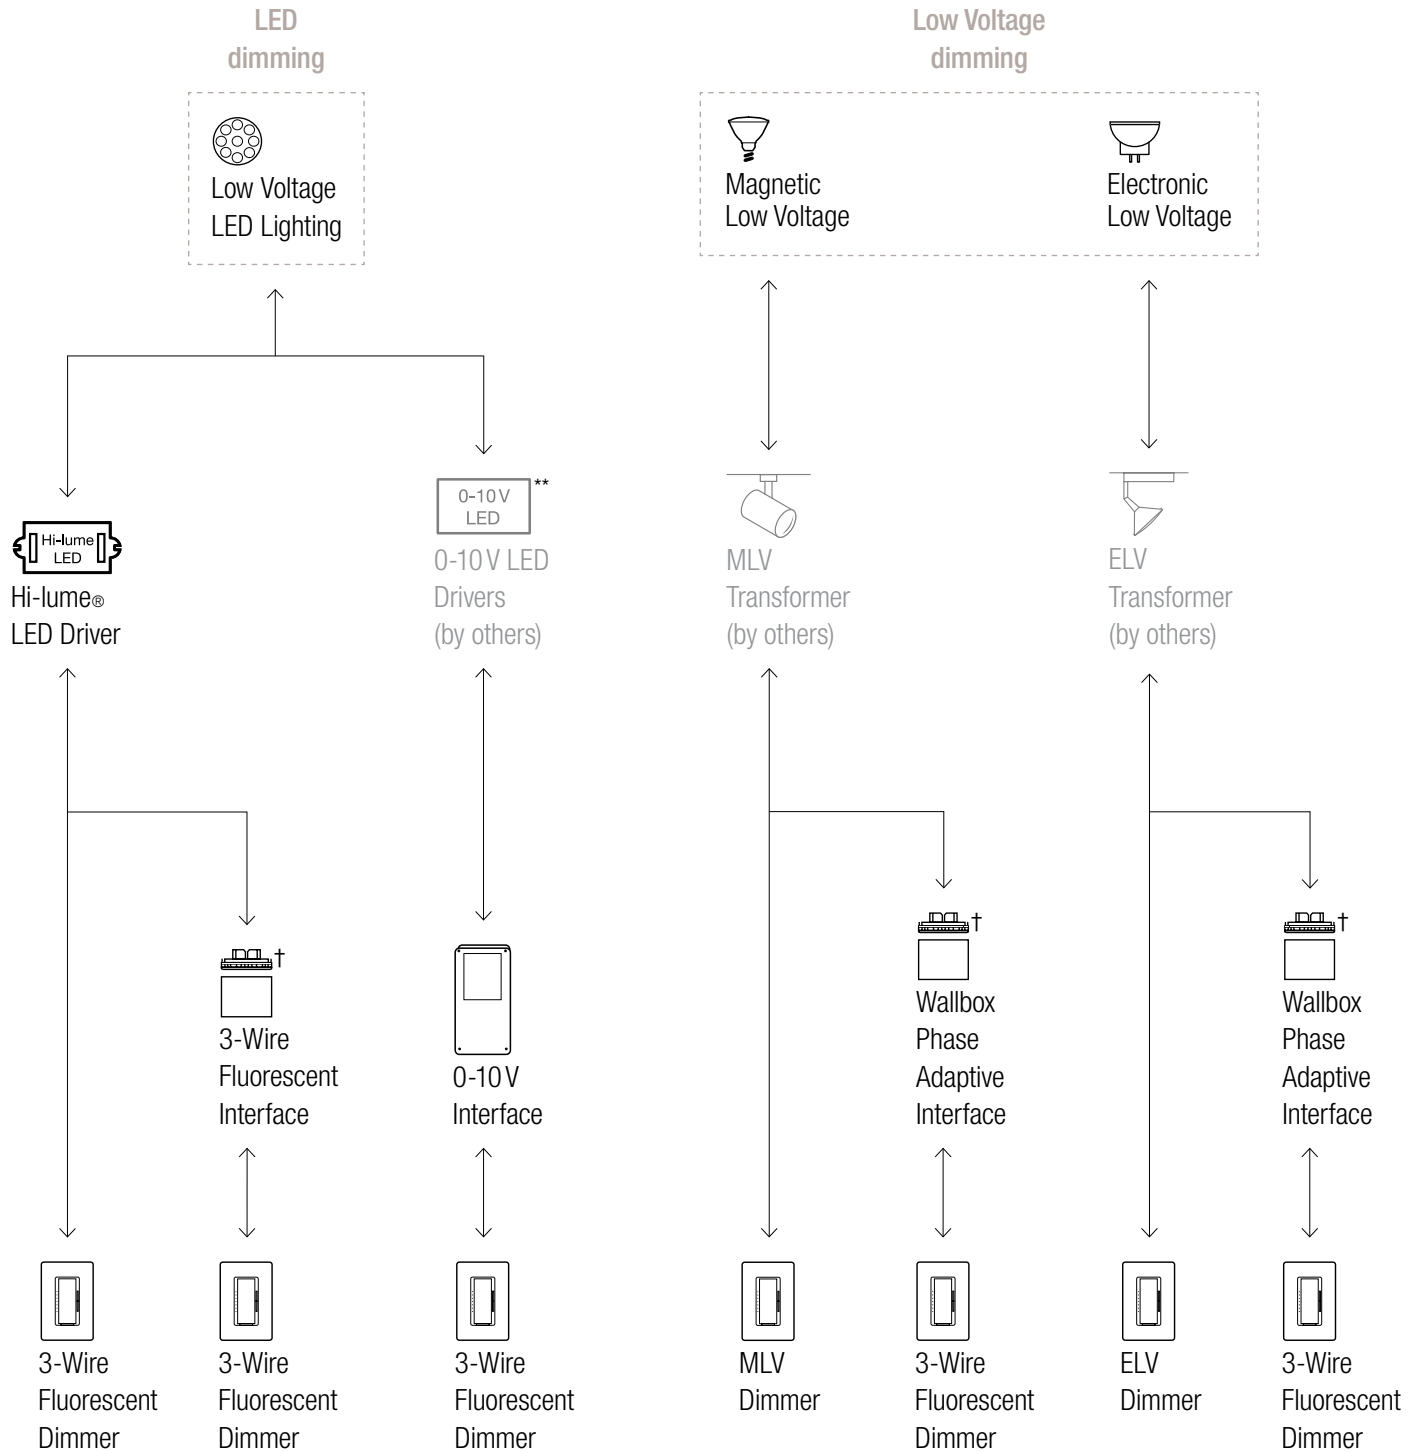 LED
dimming
Low Voltage
dimming
Low Voltage
LED Lighting
Magnetic
Low Voltage
Electronic
Low Voltage
Hi-lume
LED
Hi-lume®
LED Driver
0-10 V
LED
**
0-10 V LED
Drivers
(by others)
MLV
Transformer
(by others)
ELV
Transformer
(by others)
†
3-Wire
Fluorescent
Interface
0-10 V
Interface
†
Wallbox
Phase
Adaptive
Interface
†
Wallbox
Phase
Adaptive
Interface
3-Wire
Fluorescent
Dimmer
3-Wire
Fluorescent
Dimmer
3-Wire
Fluorescent
Dimmer
MLV
Dimmer
3-Wire
Fluorescent
Dimmer
ELV
Dimmer
3-Wire
Fluorescent
Dimmer